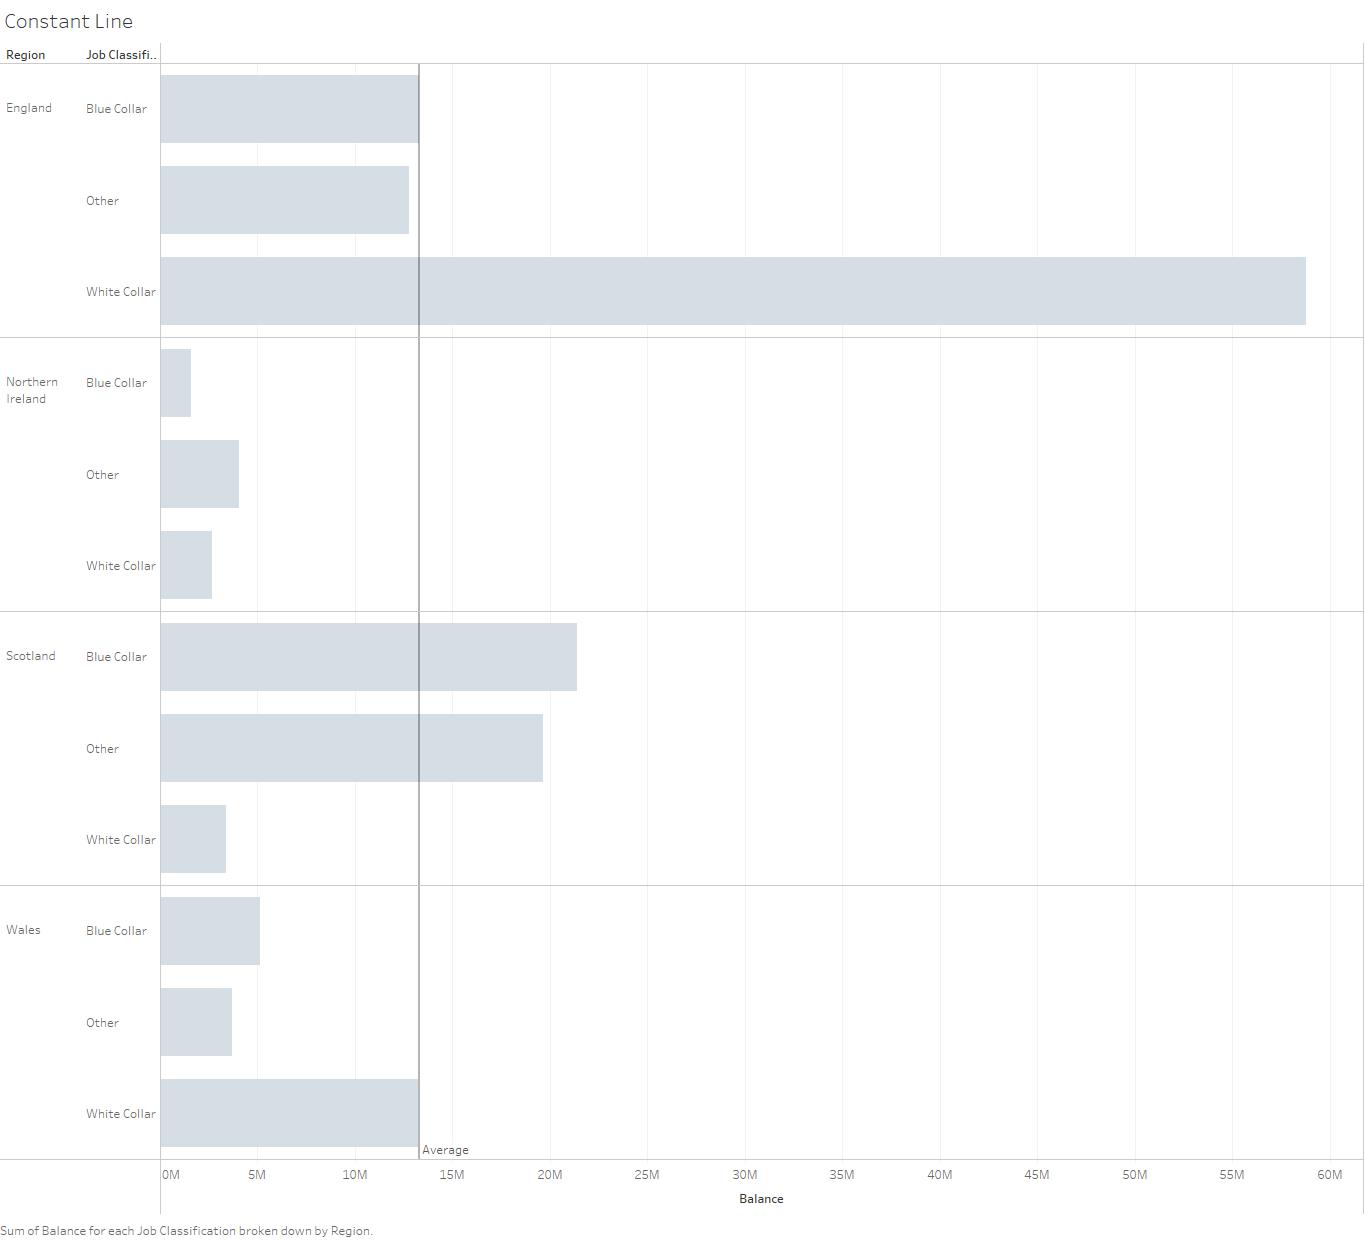 Constant Line
Region Job Classifi..
England Blue Collar
Other
White Collar
Northern Ireland Blue Collar
Other
White Collar
Scotland Blue Collar
Other
White Collar
Wales Blue Collar
Other
White Collar
Average
0M 5M 10M 15M 20M 25M 30M 35M 40M 45M 50M 55M 60M
Balance
Sum of Balance for each Job Classification broken down by Region.